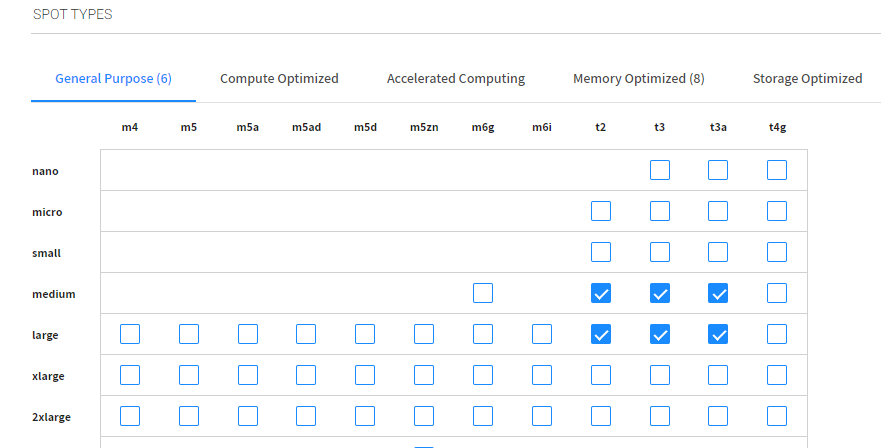 SPOT TYPES
General Purpose (6) Compute Optimized Accelerated Computing Memory Optimized (8) Storage Optimized
m4 m5 m5a m5ad m5d m5zn m6g m6i t2 t3 t3a t4g
nano
micro
small
medium
large
xlarge
2xlarge